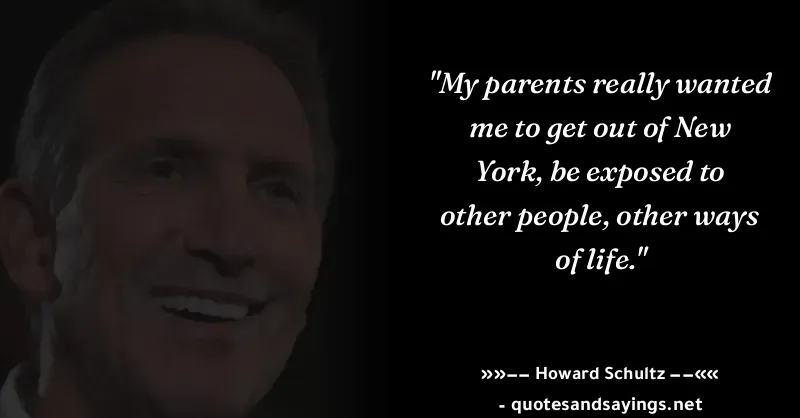 "My parents really wanted
me to get out of New
York, be exposed to
other people, other ways
of life."
»»−− Howard Schultz −−««
- quotesandsayings.net